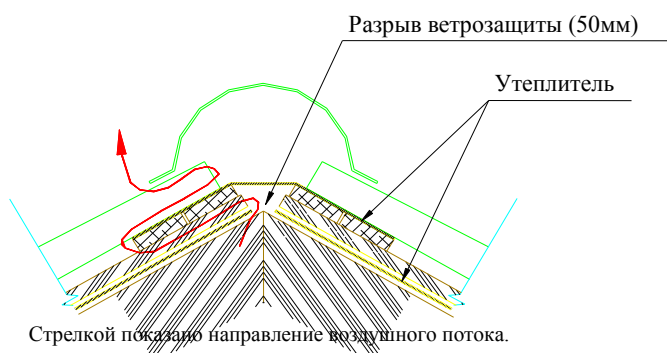 Разрыв ветрозащиты (50мм)
Утеплитель
Стрелкой показано направление воздушного потока.